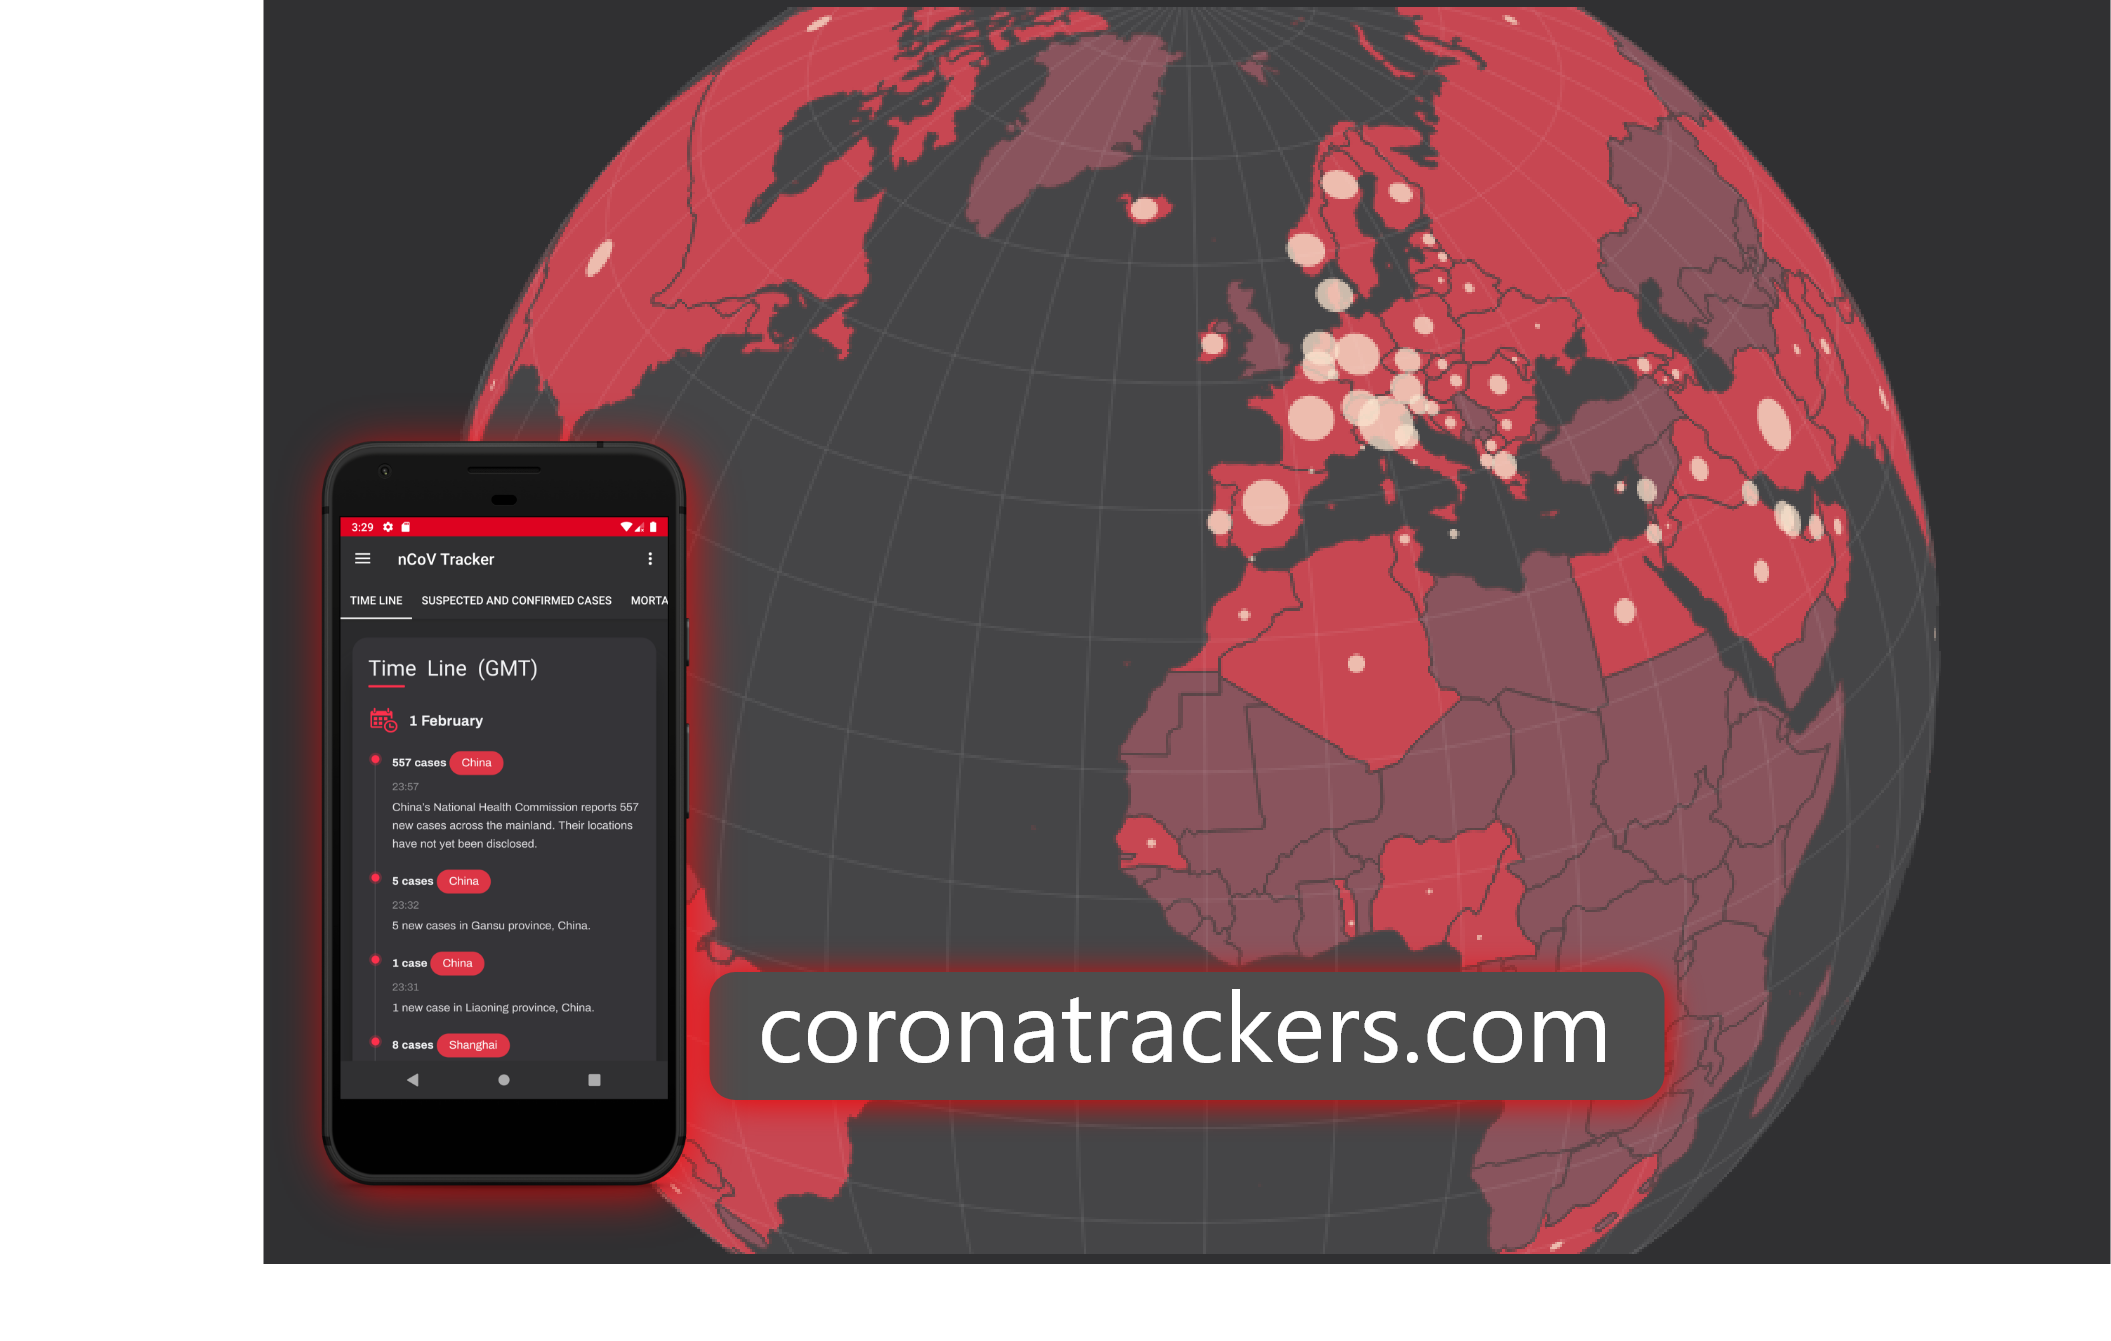 3:29
nCoV Tracker
TIME LINE SUSPECTED AND CONFIRMED CASES MORTA
Time Line (GMT)
1 February
557 cases China
23:57
China's National Health Commission reports 557
new cases across the mainland. Their locations
have not yet been disclosed.
5 cases China
23:32
5 new cases in Gansu province, China.
1 case China
23:31
1 new case in Liaoning province, China.
8 cases Shanghai
coronatrackers.com